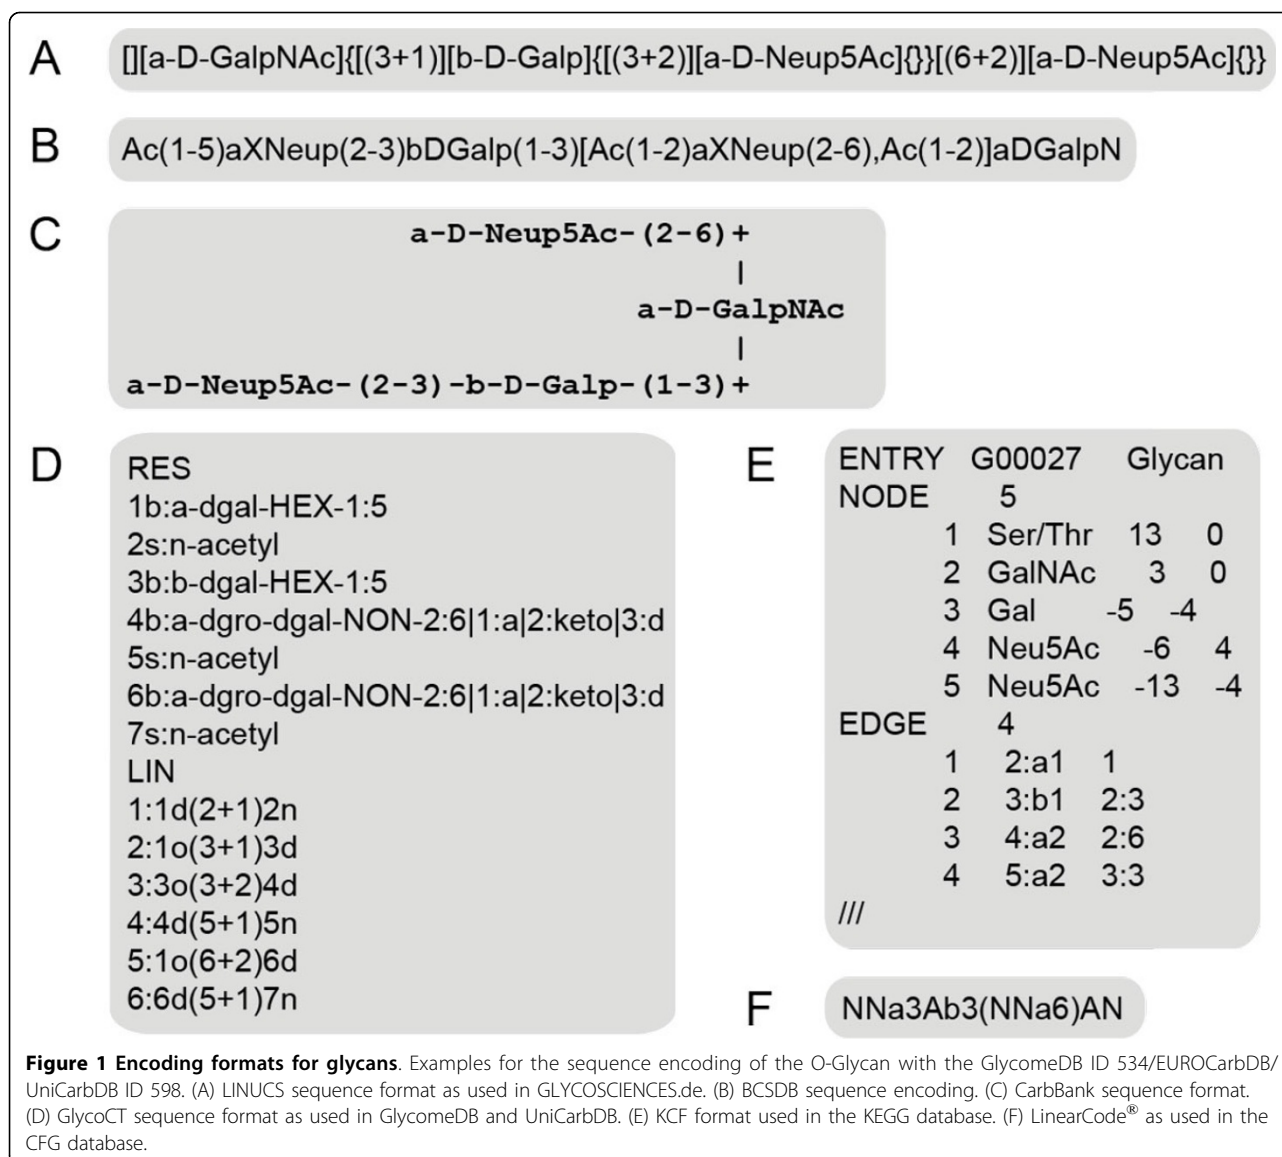 A
[][a-D-GalpNAc]{[(3+1)][b-D-Galp]{[(3+2)][a-D-Neup5Ac]{}}[(6+2)][a-D-Neup5Ac]{}}
B
Ac(1-5)aXNeup(2-3)bDGalp(1-3)[Ac(1-2)aXNeup(2-6),Ac(1-2)]aDGalpN
C
a-D-Neup5Ac-(2-6)+
|
a-D-GalpNAc
|
a-D-Neup5Ac-(2-3)-b-D-Galp-(1-3)+
D
RES
1b:a-dgal-HEX-1:5
2s:n-acetyl
3b:b-dgal-HEX-1:5
4b:a-dgro-dgal-NON-2:6|1:a|2:keto|3:d
5s:n-acetyl
6b:a-dgro-dgal-NON-2:6|1:a|2:keto|3:d
7s:n-acetyl
LIN
1:1d(2+1)2n
2:1o(3+1)3d
3:3o(3+2)4d
4:4d(5+1)5n
5:1o(6+2)6d
6:6d(5+1)7n
E
ENTRY G00027 Glycan
NODE 5
1 Ser/Thr 13 0
2 GalNAc 3 0
3 Gal -5 -4
4 Neu5Ac -6 4
5 Neu5Ac -13 -4
EDGE 4
1 2:a1 1
2 3:b1 2:3
3 4:a2 2:6
4 5:a2 3:3
///
F
NNa3Ab3(NNa6)AN
Figure 1 Encoding formats for glycans. Examples for the sequence encoding of the O-Glycan with the GlycomeDB ID 534/EUROCarbDB/
UniCarbDB ID 598. (A) LINUCS sequence format as used in GLYCOSCIENCES.de. (B) BCSDB sequence encoding. (C) CarbBank sequence format.
(D) GlycoCT sequence format as used in GlycomeDB and UniCarbDB. (E) KCF format used in the KEGG database. (F) LinearCode® as used in the
CFG database.